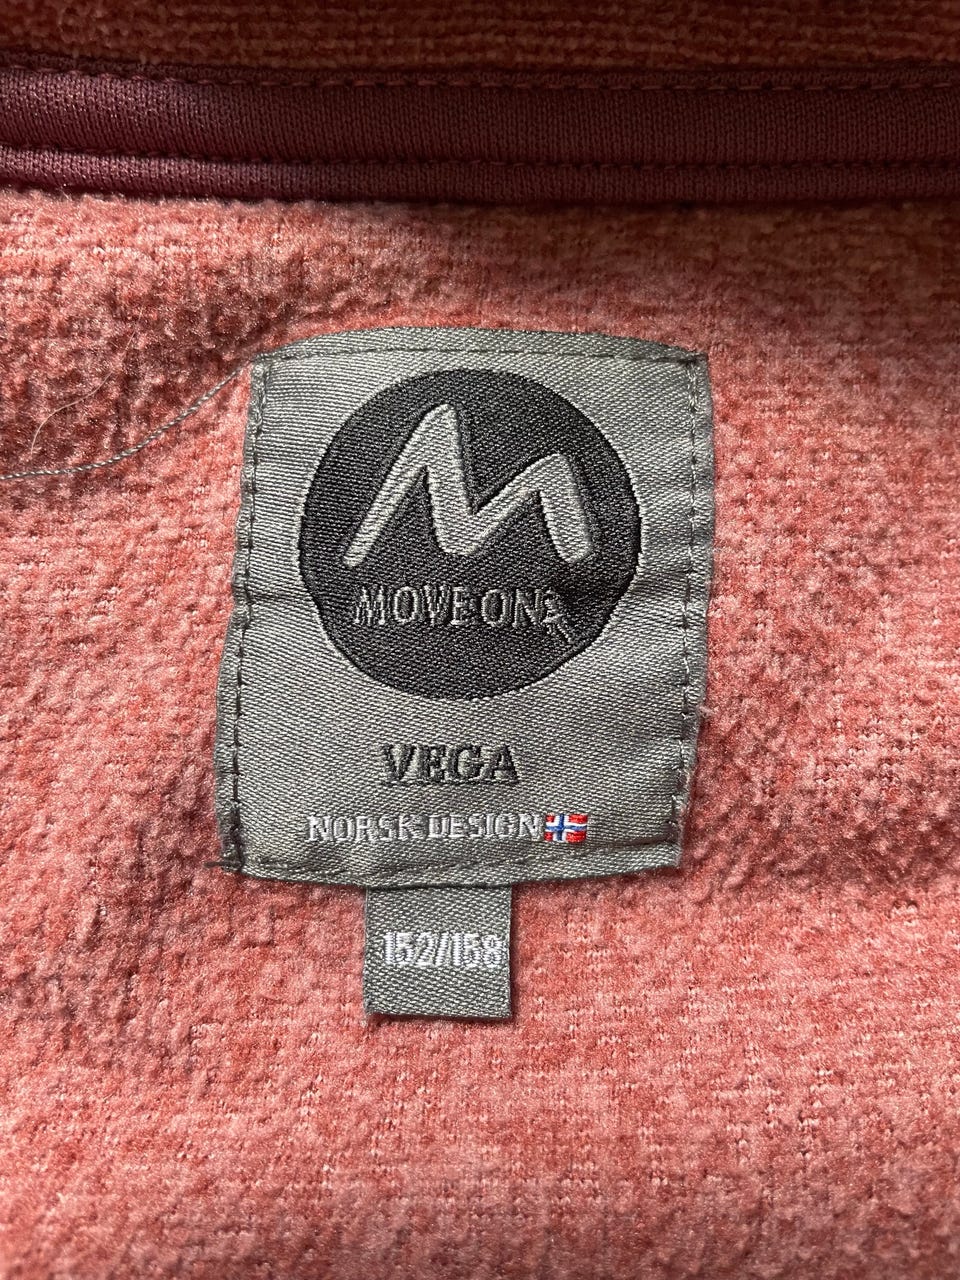 MOVE ON
VEGA
NORSK DESIGN
152/158